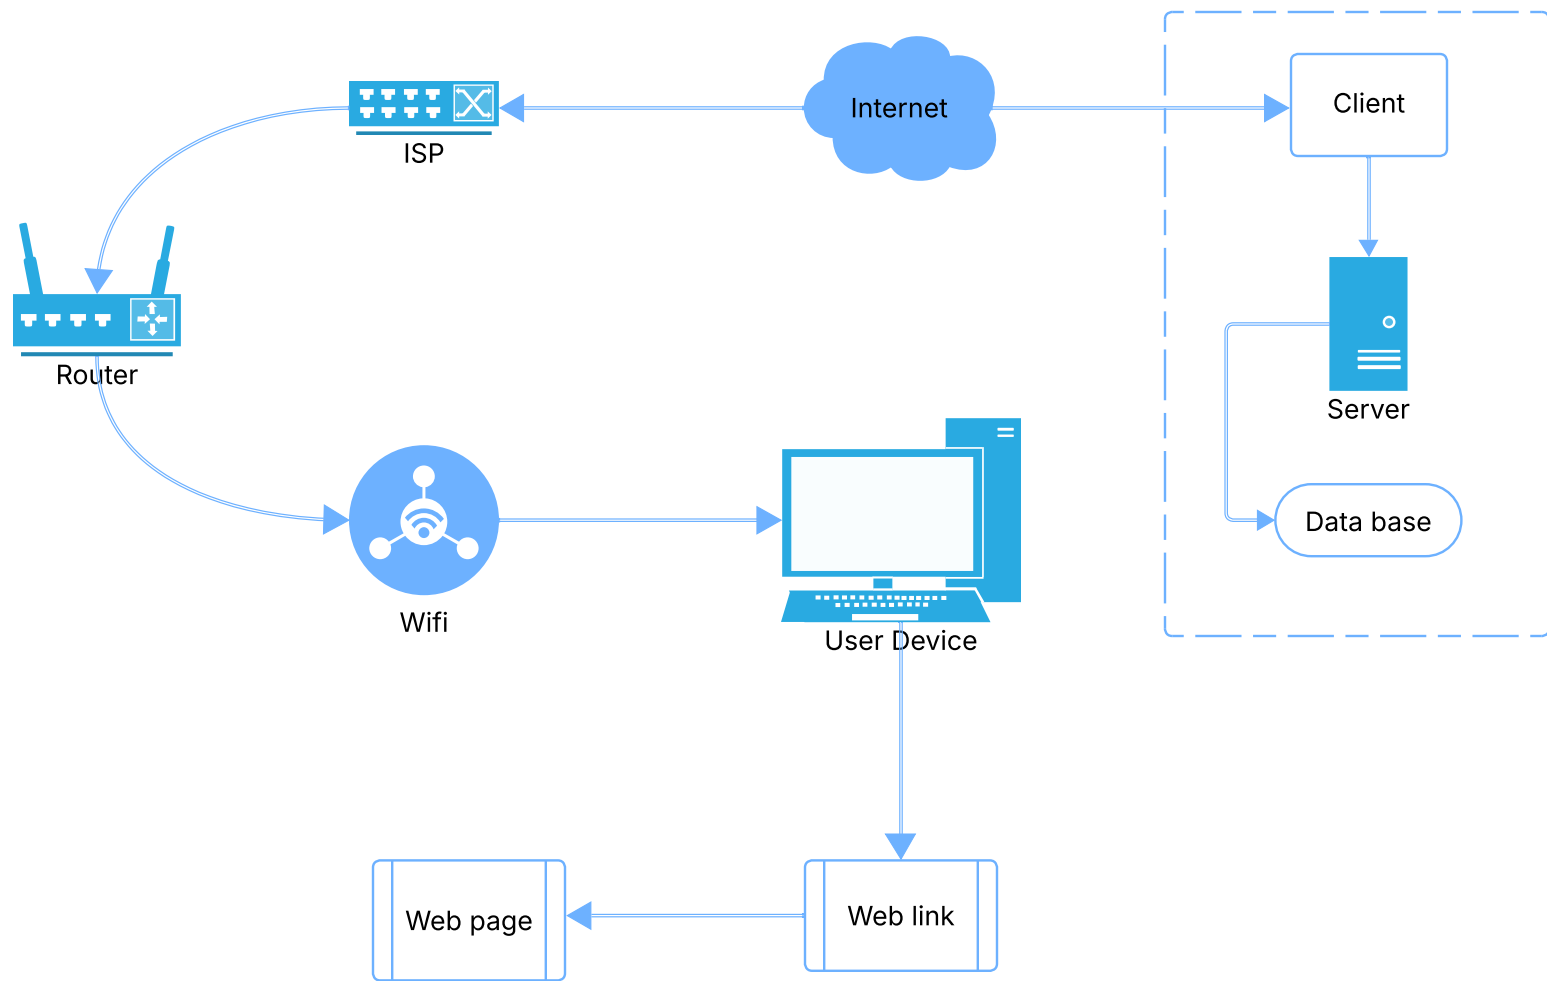 Internet
Client
ISP
Router
Server
Data base
Wifi
User Device
Web page
Web link